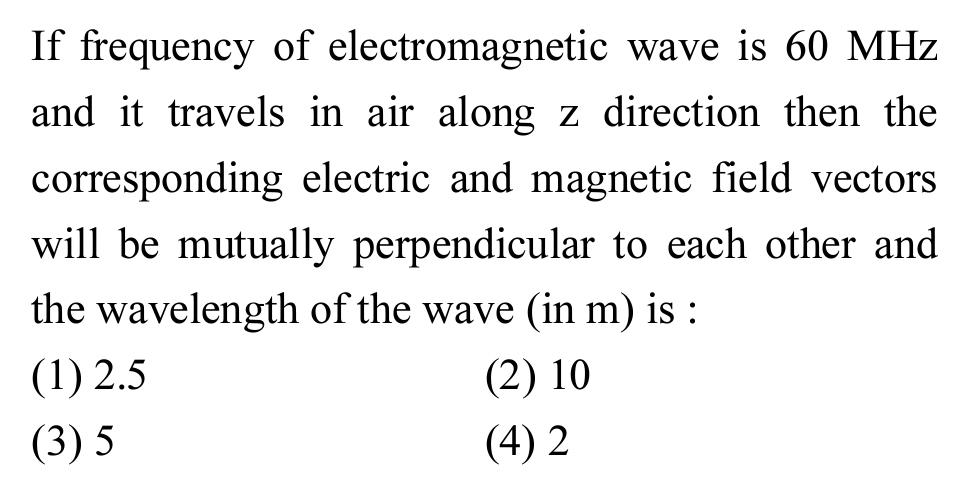 If frequency of electromagnetic wave is 60 MHz
and it travels in air along z direction then the
corresponding electric and magnetic field vectors
will be mutually perpendicular to each other and
the wavelength of the wave (in m) is :
(1) 2.5 (2) 10
(3) 5 (4) 2